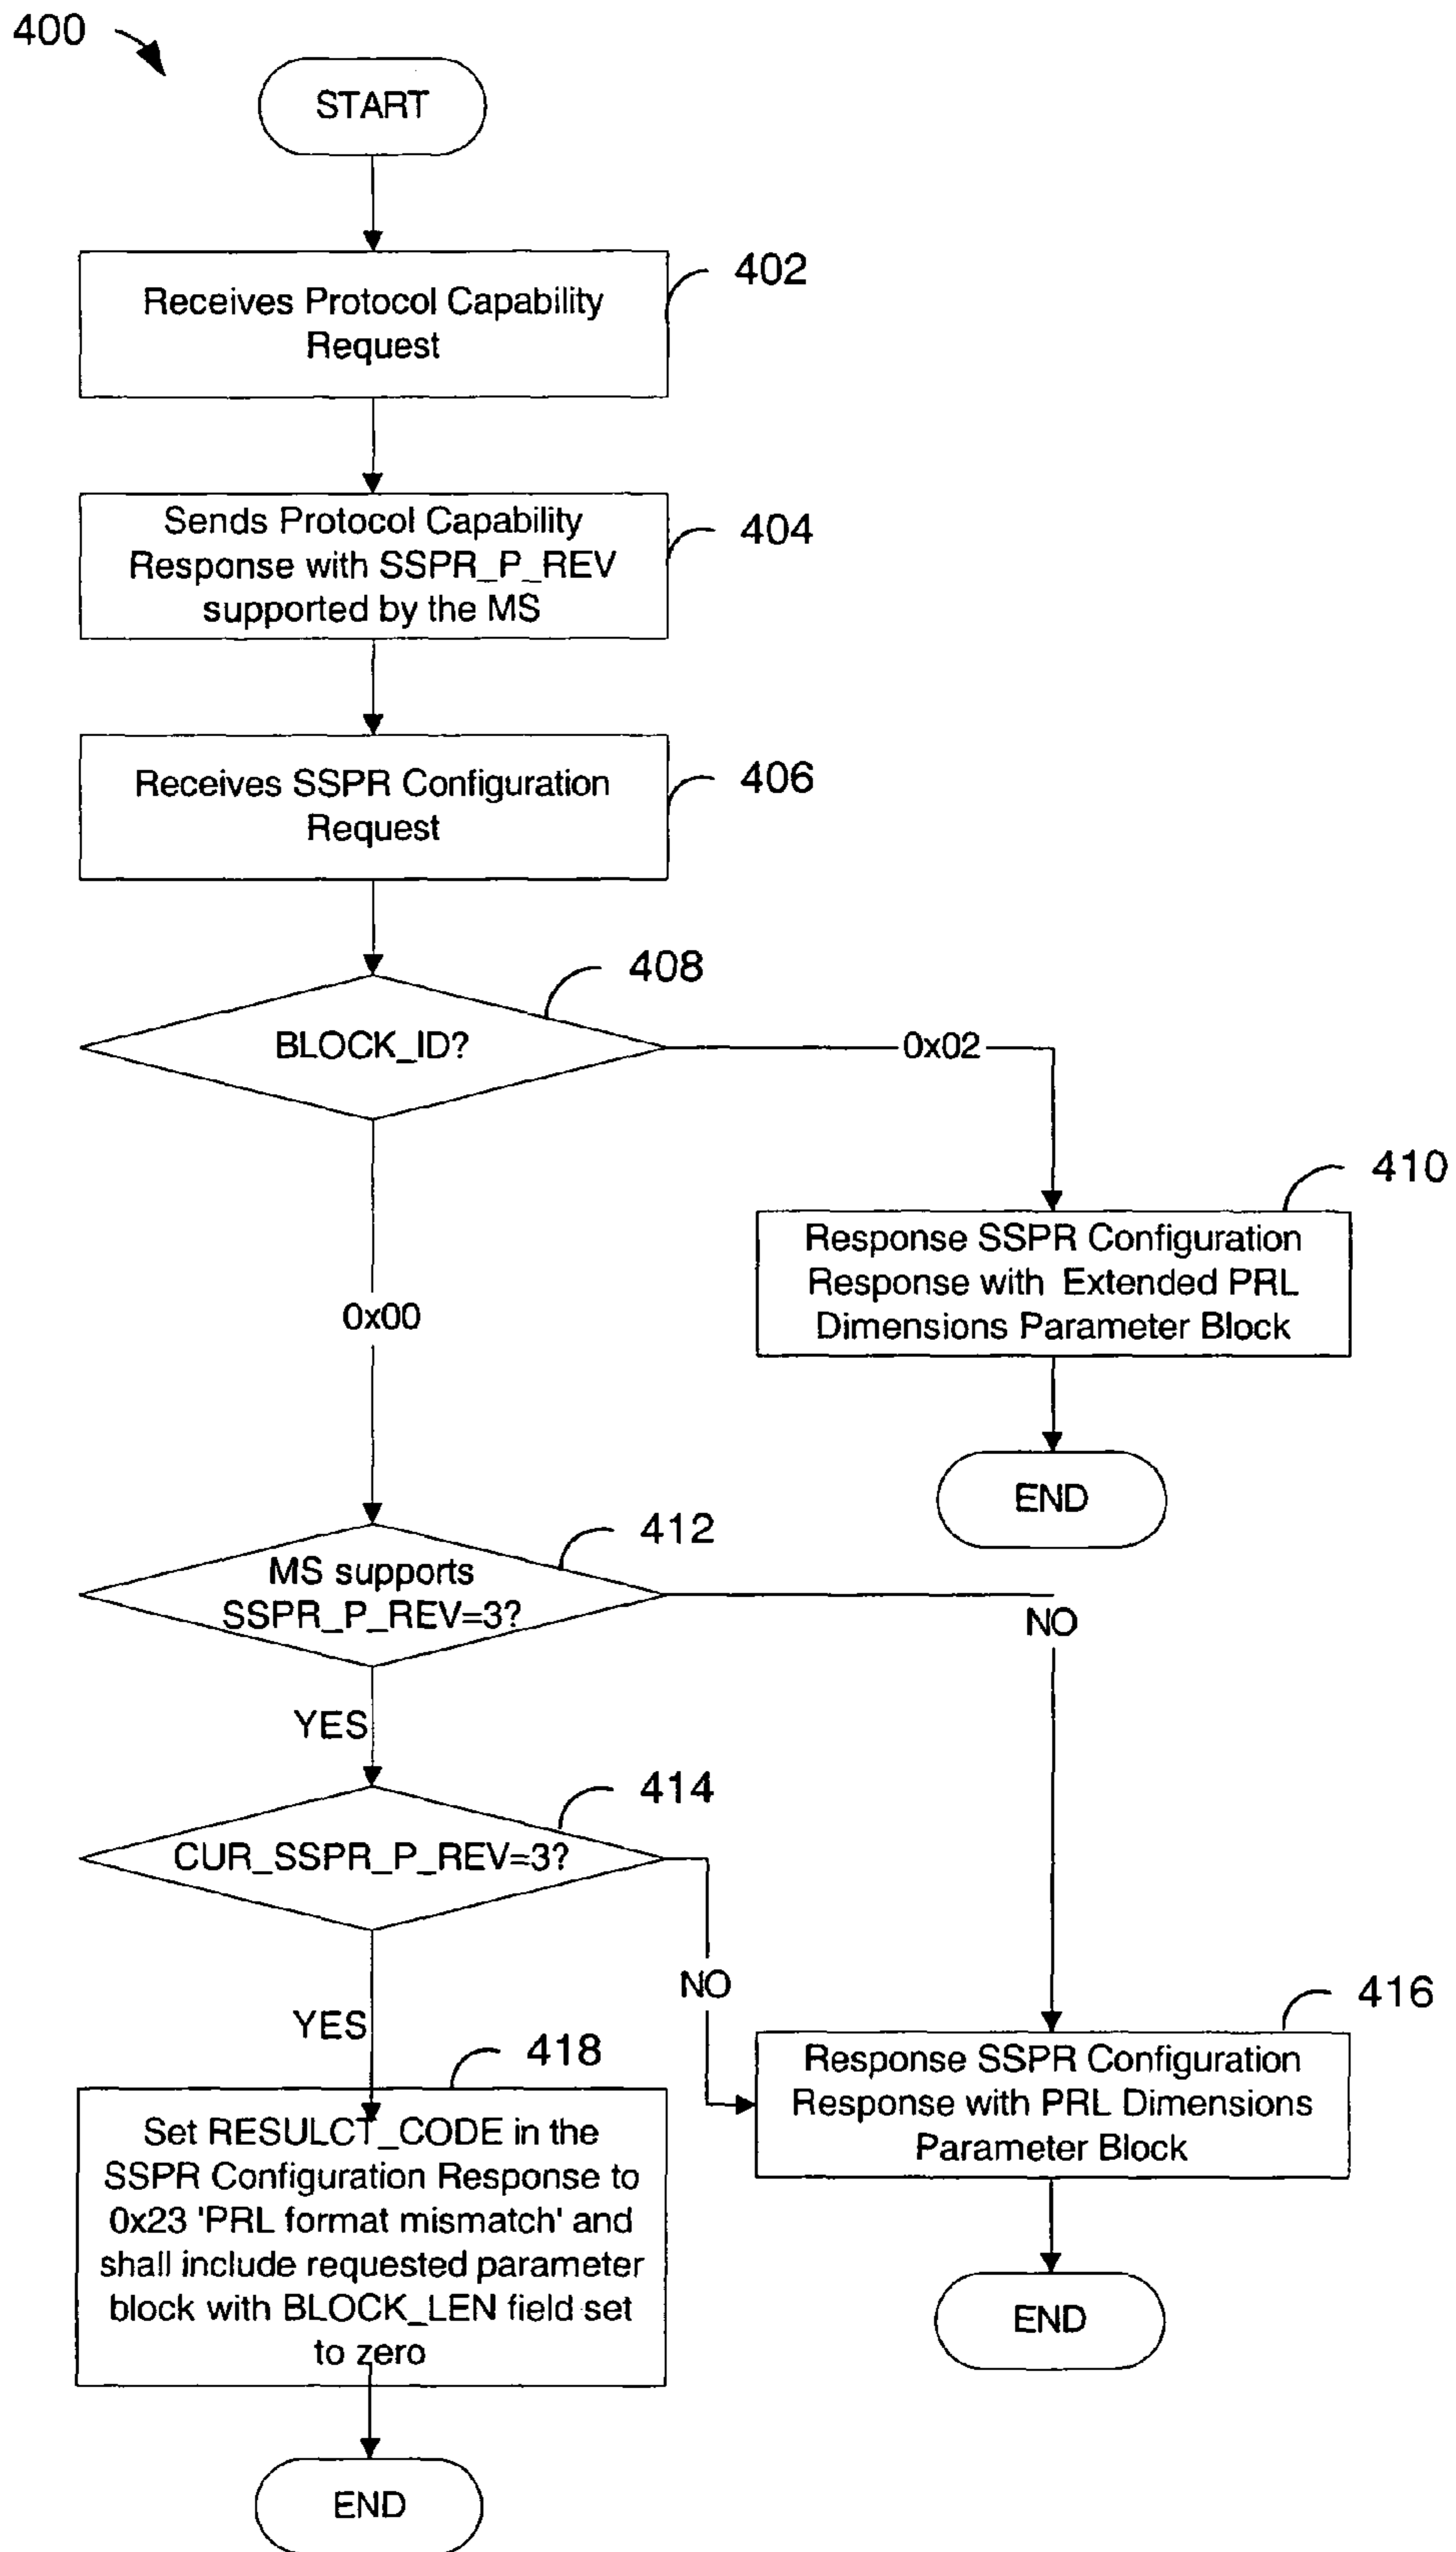 400
START
Receives Protocol Capability
Request
402
Sends Protocol Capability
Response with SSPR_P_REV
supported by the MS
404
Receives SSPR Configuration
Request
406
BLOCK_ID?
408
0x02
410
Response SSPR Configuration
Response with Extended PRL
Dimensions Parameter Block
END
0x00
MS supports
SSPR_P_REV=3?
412
NO
YES
CUR_SSPR_P_REV=3?
414
NO
YES
416
Response SSPR Configuration
Response with PRL Dimensions
Parameter Block
END
418
Set RESULCT_CODE in the
SSPR Configuration Response to
0x23 'PRL format mismatch' and
shall include requested parameter
block with BLOCK_LEN field set
to zero
END